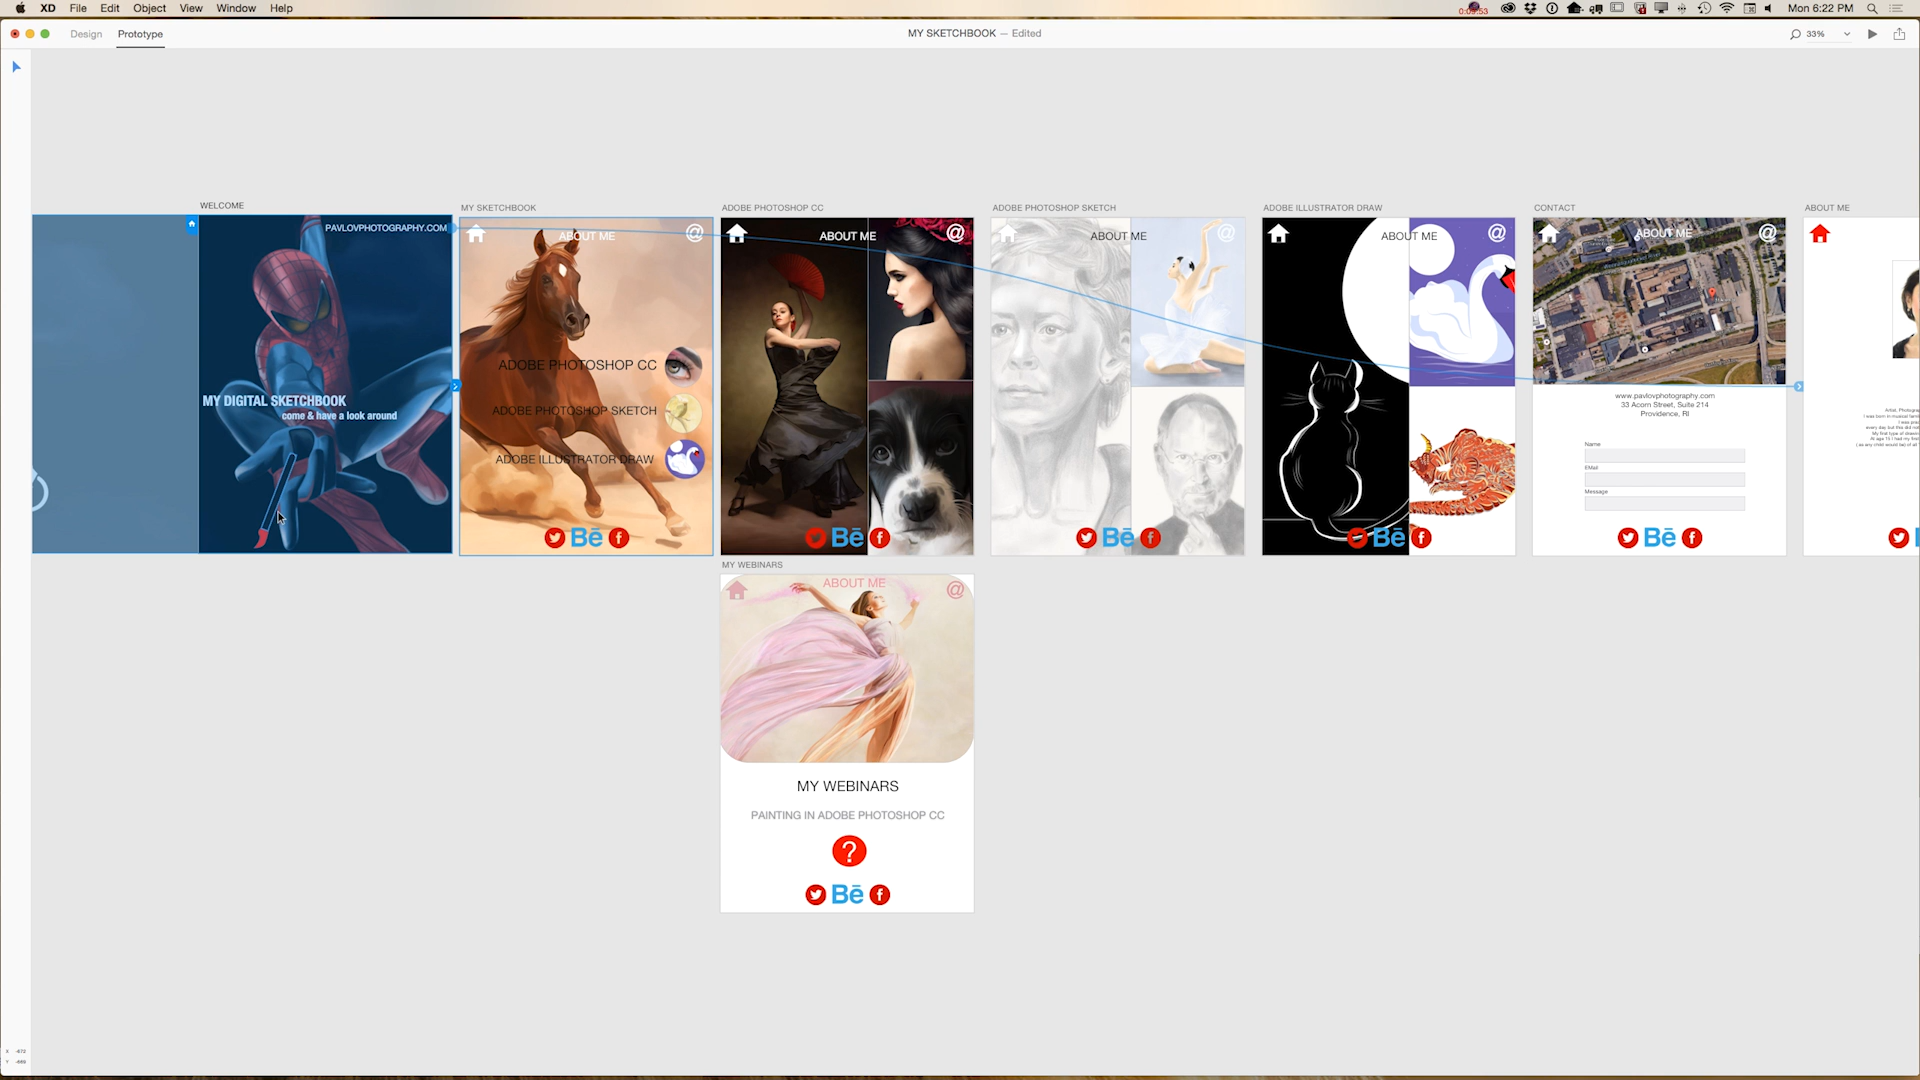 XD File Edit Object View Window Help
Mon 6:22 PM
Design Prototype
MY SKETCHBOOK — Edited
33%
WELCOME
PAVLOVPHOTOGRAPHY.COM
MY DIGITAL SKETCHBOOK
come & have a look around
MY SKETCHBOOK
ABOUT ME @
ADOBE PHOTOSHOP CC
ADOBE PHOTOSHOP SKETCH
ADOBE ILLUSTRATOR DRAW
Bē f
ADOBE PHOTOSHOP CC
ABOUT ME @
Bē f
ADOBE PHOTOSHOP SKETCH
ABOUT ME @
Bē f
ADOBE ILLUSTRATOR DRAW
ABOUT ME @
Bē f
CONTACT
ABOUT ME @
www.pavlovphotography.com
33 Acorn Street, Suite 214
Providence, RI
Name
EMail
Message
Bē f
ABOUT ME
MY WEBINARS
ABOUT ME @
MY WEBINARS
PAINTING IN ADOBE PHOTOSHOP CC
?
Bē f